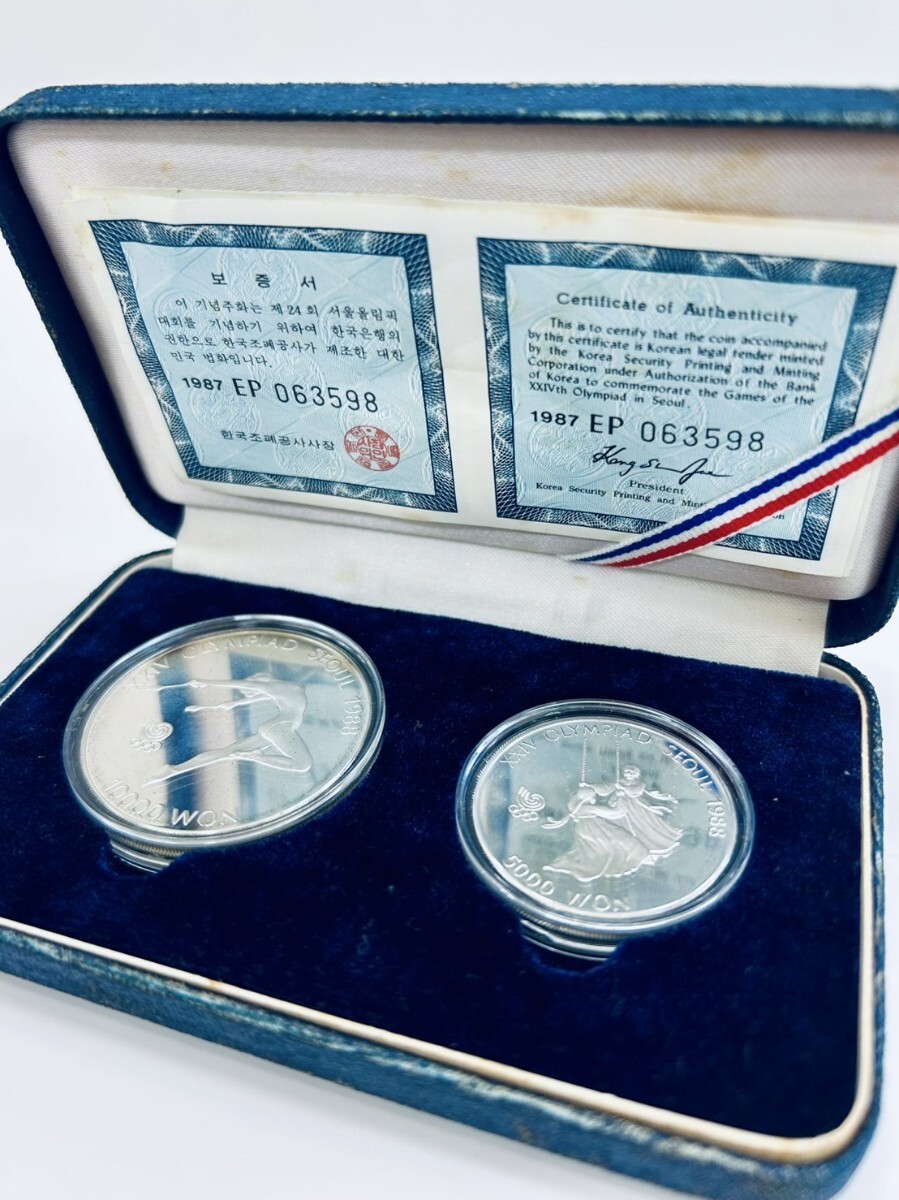 보증서
이 기념주화는 제24회 서울올림픽
대회를 기념하기 위하여 한국은행의
권한으로 한국조폐공사가 제조한 대한
민국 법화입니다.
1987 EP 063598
한국조폐공사사장
Certificate of Authenticity
This is to certify that the coin accompanied
by this certificate is Korean legal tender minted
by the Korea Security Printing and Minting
Corporation under Authorization of the Bank
of Korea to commemorate the Games of the
XXIVth Olympiad in Seoul.
1987 EP 063598
President
Korea Security Printing and
XXIV OLYMPIAD SEOUL 1988
10000 WON
XXIV OLYMPIAD SEOUL 1988
5000 WON